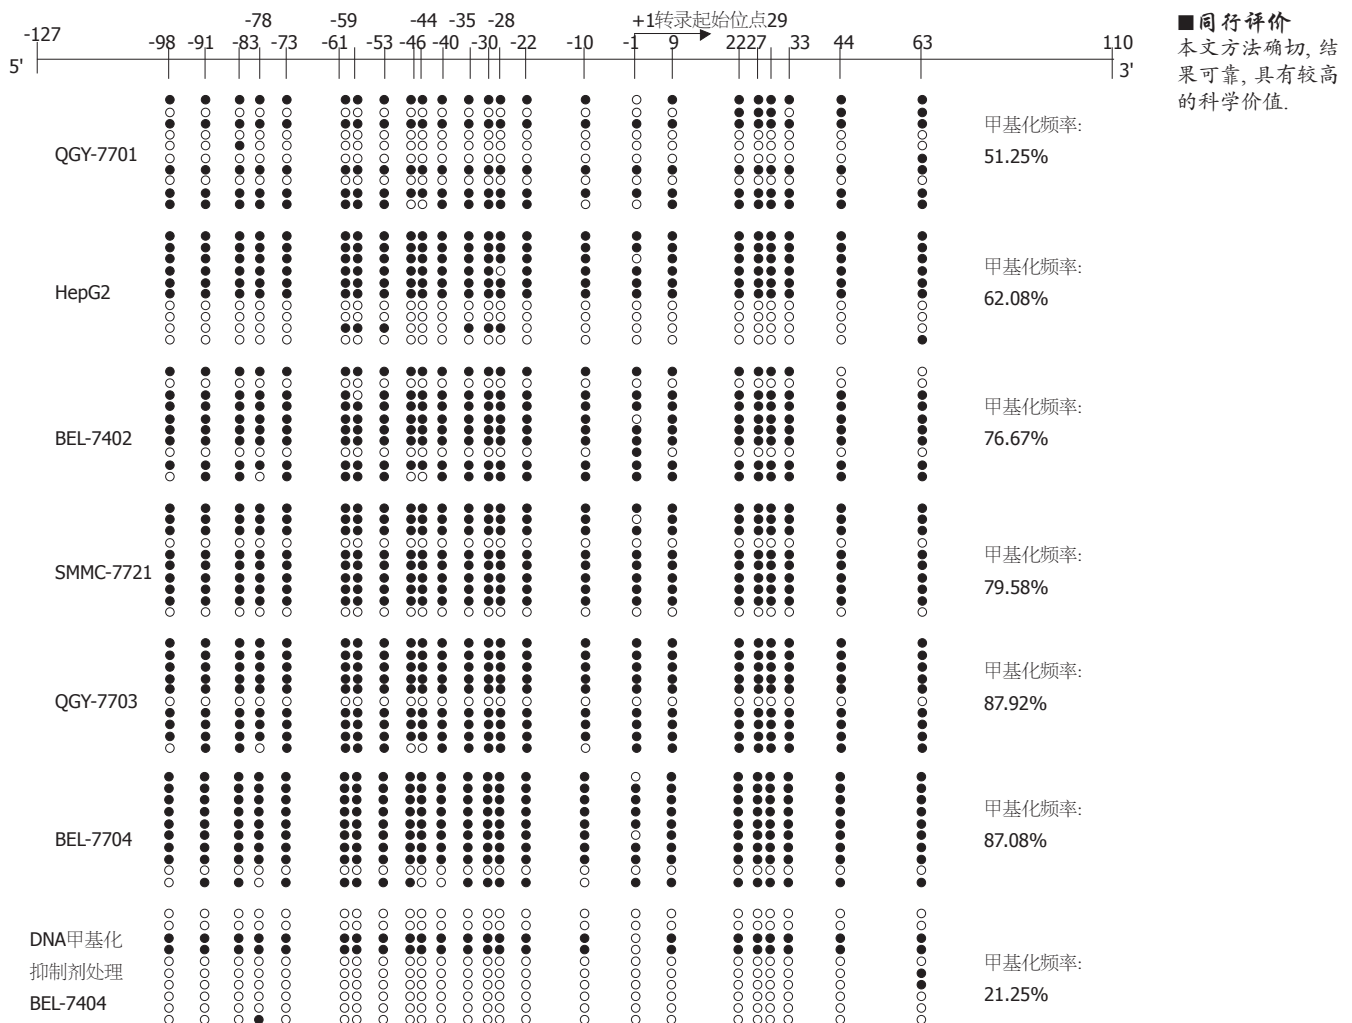 -78 -59 -44 -35 -28 +1转录起始位点29
-127 -98 -91 -83 -73 -61 -53 -46 -40 -30 -22 -10 -1 9 2227 33 44 63 110
5' 3'
■同行评价
本文方法确切, 结
果可靠, 具有较高
的科学价值.
QGY-7701
甲基化频率:
51.25%
HepG2
甲基化频率:
62.08%
BEL-7402
甲基化频率:
76.67%
SMMC-7721
甲基化频率:
79.58%
QGY-7703
甲基化频率:
87.92%
BEL-7704
甲基化频率:
87.08%
DNA甲基化
抑制剂处理
BEL-7404
甲基化频率:
21.25%